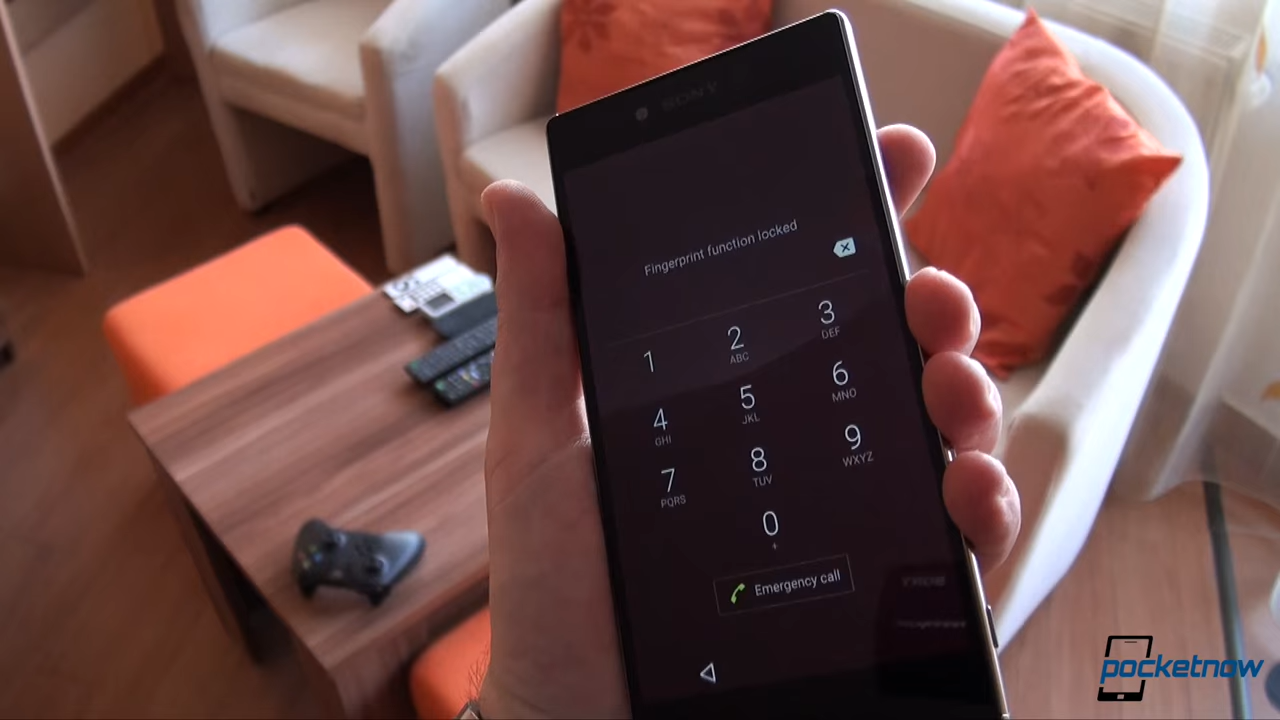 SONY
Fingerprint function locked
1
2
ABC
3
DEF
4
GHI
5
JKL
6
MNO
7
PQRS
8
TUV
9
WXYZ
0
+
Emergency call
pocketnow